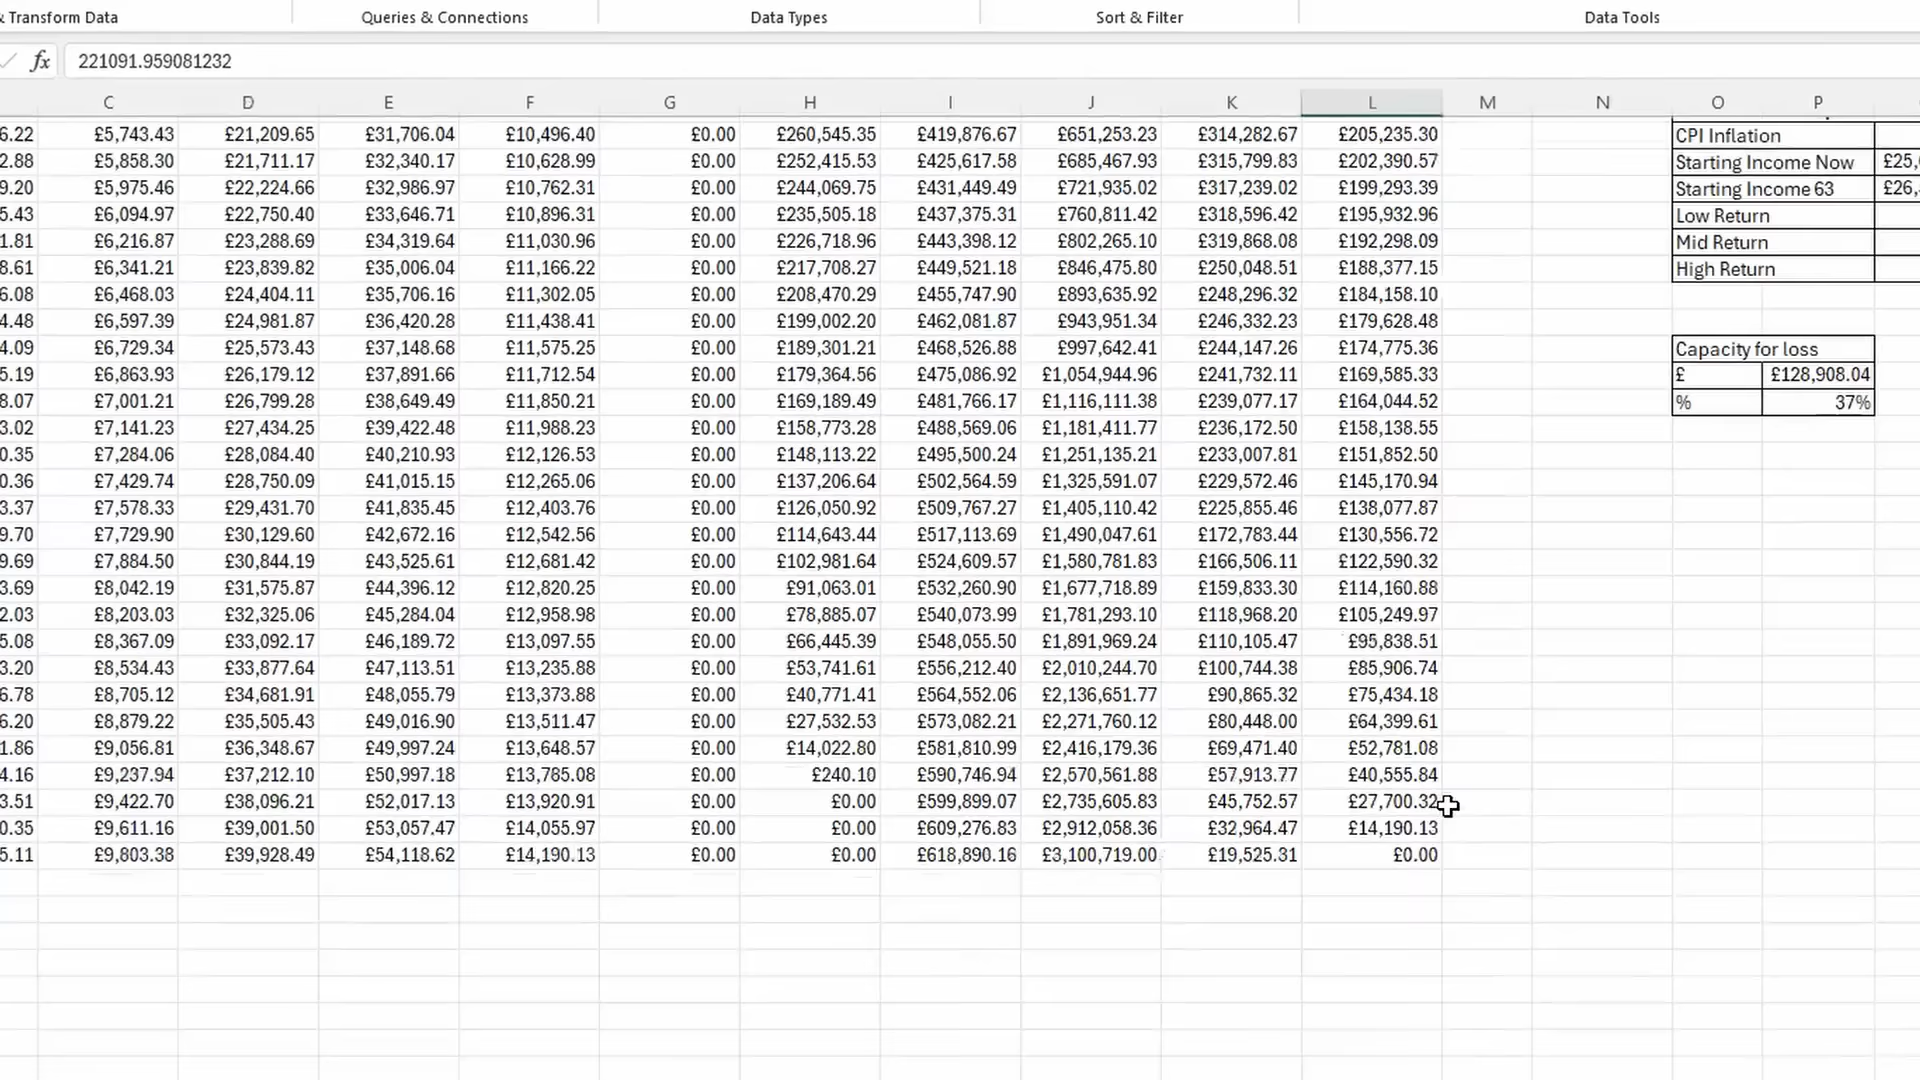 & Transform Data Queries & Connections Data Types Sort & Filter Data Tools
fx 221091.959081232
C D E F G H I J K L M N O P
6.22 £5,743.43 £21,209.65 £31,706.04 £10,496.40 £0.00 £260,545.35 £419,876.67 £651,253.23 £314,282.67 £205,235.30 CPI Inflation
2.88 £5,858.30 £21,711.17 £32,340.17 £10,628.99 £0.00 £252,415.53 £425,617.58 £685,467.93 £315,799.83 £202,390.57 Starting Income Now £25,
9.20 £5,975.46 £22,224.66 £32,986.97 £10,762.31 £0.00 £244,069.75 £431,449.49 £721,935.02 £317,239.02 £199,293.39 Starting Income 63 £26,
5.43 £6,094.97 £22,750.40 £33,646.71 £10,896.31 £0.00 £235,505.18 £437,375.31 £760,811.42 £318,596.42 £195,932.96 Low Return
1.81 £6,216.87 £23,288.69 £34,319.64 £11,030.96 £0.00 £226,718.96 £443,398.12 £802,265.10 £319,868.08 £192,298.09 Mid Return
8.61 £6,341.21 £23,839.82 £35,006.04 £11,166.22 £0.00 £217,708.27 £449,521.18 £846,475.80 £250,048.51 £188,377.15 High Return
6.08 £6,468.03 £24,404.11 £35,706.16 £11,302.05 £0.00 £208,470.29 £455,747.90 £893,635.92 £248,296.32 £184,158.10
4.48 £6,597.39 £24,981.87 £36,420.28 £11,438.41 £0.00 £199,002.20 £462,081.87 £943,951.34 £246,332.23 £179,628.48
4.09 £6,729.34 £25,573.43 £37,148.68 £11,575.25 £0.00 £189,301.21 £468,526.88 £997,642.41 £244,147.26 £174,775.36 Capacity for loss
5.19 £6,863.93 £26,179.12 £37,891.66 £11,712.54 £0.00 £179,364.56 £475,086.92 £1,054,944.96 £241,732.11 £169,585.33 £ £128,908.04
8.07 £7,001.21 £26,799.28 £38,649.49 £11,850.21 £0.00 £169,189.49 £481,766.17 £1,116,111.38 £239,077.17 £164,044.52 % 37%
3.02 £7,141.23 £27,434.25 £39,422.48 £11,988.23 £0.00 £158,773.28 £488,569.06 £1,181,411.77 £236,172.50 £158,138.55
0.35 £7,284.06 £28,084.40 £40,210.93 £12,126.53 £0.00 £148,113.22 £495,500.24 £1,251,135.21 £233,007.81 £151,852.50
0.36 £7,429.74 £28,750.09 £41,015.15 £12,265.06 £0.00 £137,206.64 £502,564.59 £1,325,591.07 £229,572.46 £145,170.94
3.37 £7,578.33 £29,431.70 £41,835.45 £12,403.76 £0.00 £126,050.92 £509,767.27 £1,405,110.42 £225,855.46 £138,077.87
9.70 £7,729.90 £30,129.60 £42,672.16 £12,542.56 £0.00 £114,643.44 £517,113.69 £1,490,047.61 £172,783.44 £130,556.72
9.69 £7,884.50 £30,844.19 £43,525.61 £12,681.42 £0.00 £102,981.64 £524,609.57 £1,580,781.83 £166,506.11 £122,590.32
3.69 £8,042.19 £31,575.87 £44,396.12 £12,820.25 £0.00 £91,063.01 £532,260.90 £1,677,718.89 £159,833.30 £114,160.88
2.03 £8,203.03 £32,325.06 £45,284.04 £12,958.98 £0.00 £78,885.07 £540,073.99 £1,781,293.10 £118,968.20 £105,249.97
5.08 £8,367.09 £33,092.17 £46,189.72 £13,097.55 £0.00 £66,445.39 £548,055.50 £1,891,969.24 £110,105.47 £95,838.51
3.20 £8,534.43 £33,877.64 £47,113.51 £13,235.88 £0.00 £53,741.61 £556,212.40 £2,010,244.70 £100,744.38 £85,906.74
6.78 £8,705.12 £34,681.91 £48,055.79 £13,373.88 £0.00 £40,771.41 £564,552.06 £2,136,651.77 £90,865.32 £75,434.18
6.20 £8,879.22 £35,505.43 £49,016.90 £13,511.47 £0.00 £27,532.53 £573,082.21 £2,271,760.12 £80,448.00 £64,399.61
1.86 £9,056.81 £36,348.67 £49,997.24 £13,648.57 £0.00 £14,022.80 £581,810.99 £2,416,179.36 £69,471.40 £52,781.08
4.16 £9,237.94 £37,212.10 £50,997.18 £13,785.08 £0.00 £240.10 £590,746.94 £2,570,561.88 £57,913.77 £40,555.84
3.51 £9,422.70 £38,096.21 £52,017.13 £13,920.91 £0.00 £0.00 £599,899.07 £2,735,605.83 £45,752.57 £27,700.32
0.35 £9,611.16 £39,001.50 £53,057.47 £14,055.97 £0.00 £0.00 £609,276.83 £2,912,058.36 £32,964.47 £14,190.13
5.11 £9,803.38 £39,928.49 £54,118.62 £14,190.13 £0.00 £0.00 £618,890.16 £3,100,719.00 £19,525.31 £0.00